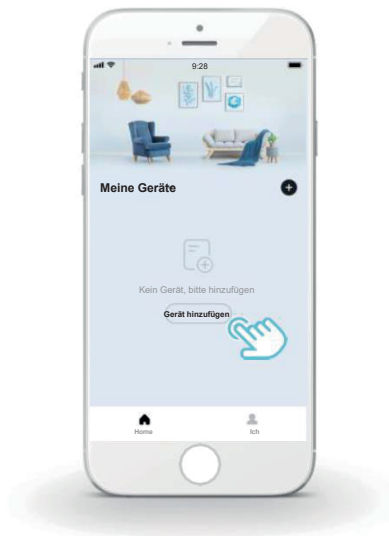 9:28
Meine Geräte
Kein Gerät, bitte hinzufügen
Gerät hinzufügen
Home
Ich